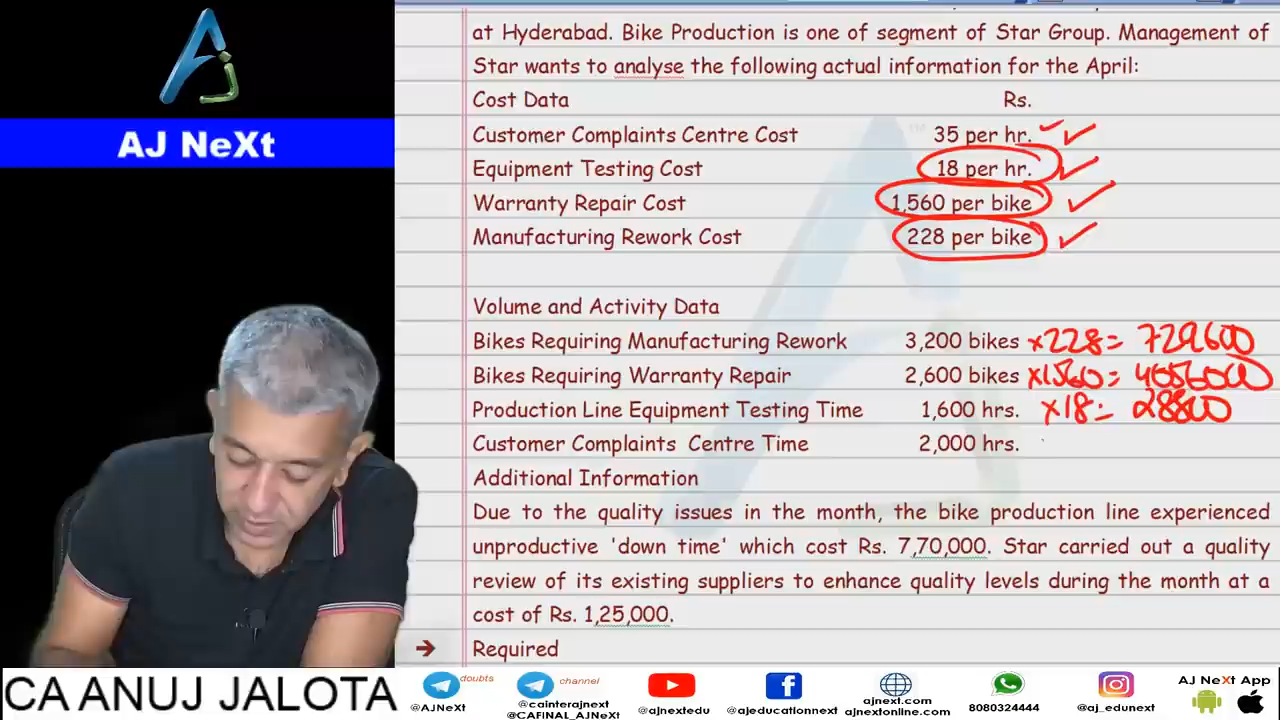 at Hyderabad. Bike Production is one of segment of Star Group. Management of
Star wants to analyse the following actual information for the April:
Cost Data Rs.
Customer Complaints Centre Cost 35 per hr.
Equipment Testing Cost 18 per hr.
Warranty Repair Cost 1,560 per bike
Manufacturing Rework Cost 228 per bike
Volume and Activity Data
Bikes Requiring Manufacturing Rework 3,200 bikes ×228= 729600
Bikes Requiring Warranty Repair 2,600 bikes ×1560= 4056000
Production Line Equipment Testing Time 1,600 hrs. ×18= 28800
Customer Complaints Centre Time 2,000 hrs.
Additional Information
Due to the quality issues in the month, the bike production line experienced
unproductive 'down time' which cost Rs. 7,70,000. Star carried out a quality
review of its existing suppliers to enhance quality levels during the month at a
cost of Rs. 1,25,000.
→ Required
AJ NeXt
CA ANUJ JALOTA
doubts
@AJNeXt
channel
@cainterajnext
@CAFINAL_AJNeXt
@ajnextedu
@ajeducationnext
ajnext.com
ajnextonline.com
8080324444
@aj_edunext
AJ NeXt App